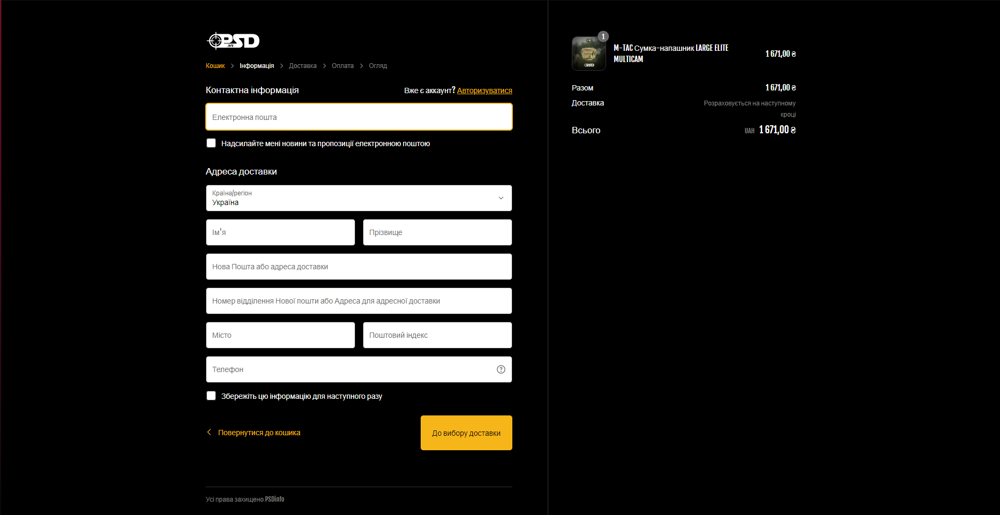 PSD
.INFO
Кошик > Інформація > Доставка > Оплата > Огляд
Контактна інформація
Вже є аккаунт? Авторизуватися
Електронна пошта
Надсилайте мені новини та пропозиції електронною поштою
Адреса доставки
Країна/регіон
Україна
Ім'я
Прізвище
Нова Пошта або адреса доставки
Номер відділення Нової пошти або Адреса для адресної доставки
Місто
Поштовий індекс
Телефон
?
Збережіть цю інформацію для наступного разу
Повернутися до кошика
До вибору доставки
Усі права захищено PSDinfo
1
PSD
M-TAC Сумка-напашник LARGE ELITE
MULTICAM
1 671,00 ₴
Разом
1 671,00 ₴
Доставка
Розраховується на наступному
кроці
Всього
UAH 1 671,00 ₴